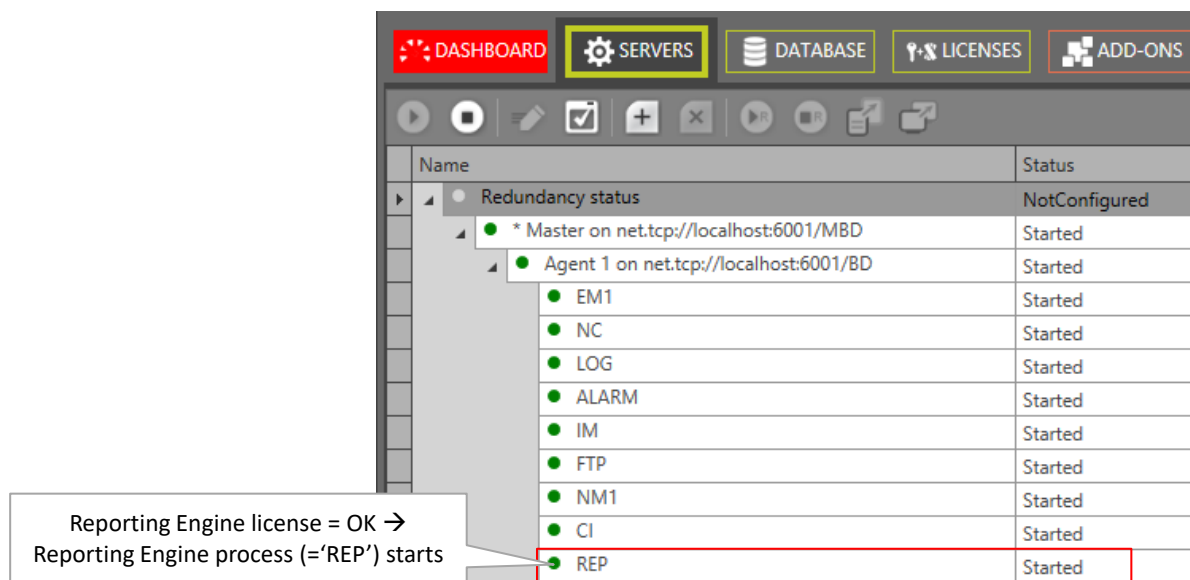 DASHBOARD SERVERS DATABASE LICENSES ADD-ONS
R R
Name Status
Redundancy status NotConfigured
* Master on net.tcp://localhost:6001/MBD Started
Agent 1 on net.tcp://localhost:6001/BD Started
EM1 Started
NC Started
LOG Started
ALARM Started
IM Started
FTP Started
NM1 Started
CI Started
REP Started
Reporting Engine license = OK →
Reporting Engine process (=‘REP’) starts